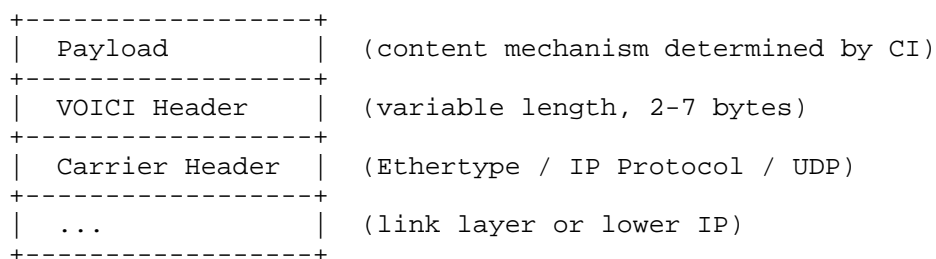 +------------------+
|  Payload         |  (content mechanism determined by CI)
+------------------+
|  VOICI Header    |  (variable length, 2-7 bytes)
+------------------+
|  Carrier Header  |  (Ethertype / IP Protocol / UDP)
+------------------+
|  ...             |  (link layer or lower IP)
+------------------+